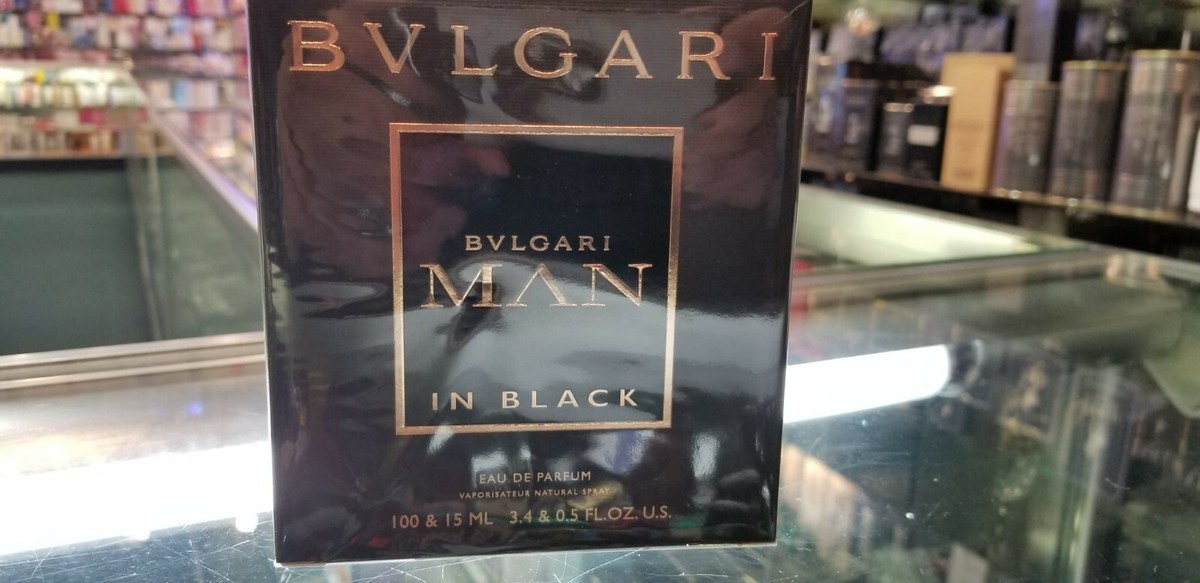 BVLGARI
BVLGARI
MAN
IN BLACK
EAU DE PARFUM
VAPORISATEUR NATURAL SPRAY
100 & 15 ML 3.4 & 0.5 FL.OZ. U.S.